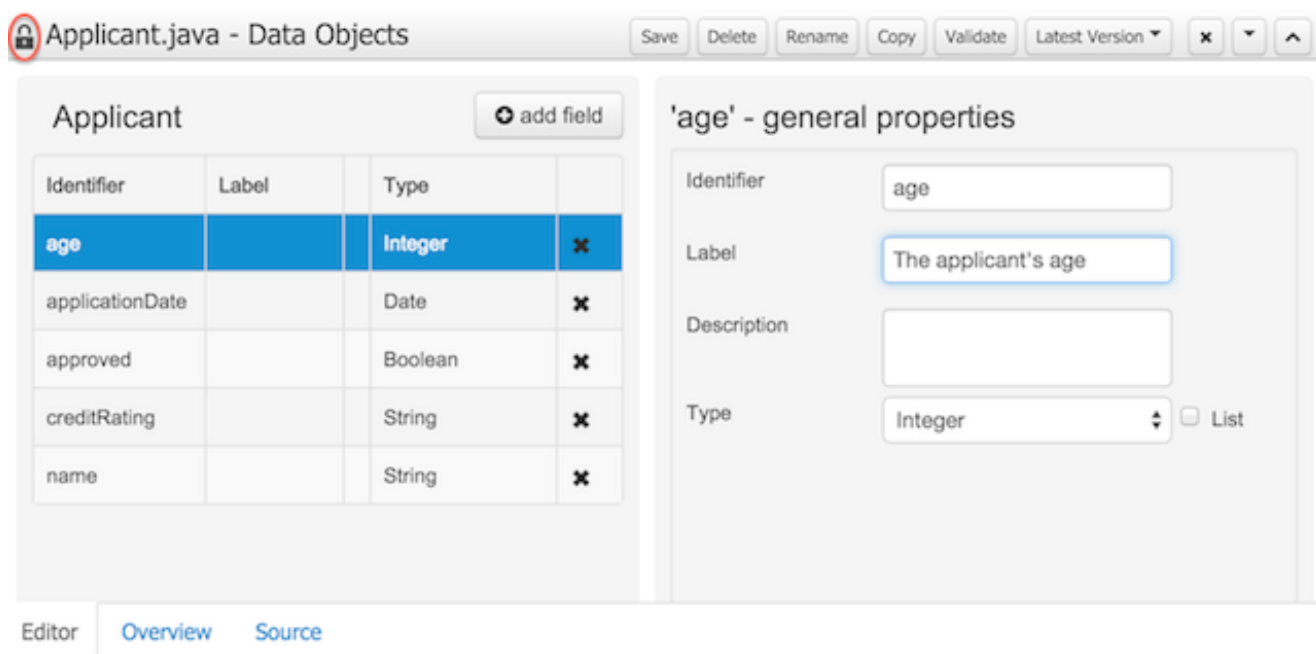 Applicant.java - Data Objects
Save Delete Rename Copy Validate Latest Version
Applicant
add field
Identifier Label Type
age Integer
applicationDate Date
approved Boolean
creditRating String
name String
'age' - general properties
Identifier age
Label The applicant's age
Description
Type Integer List
Editor Overview Source